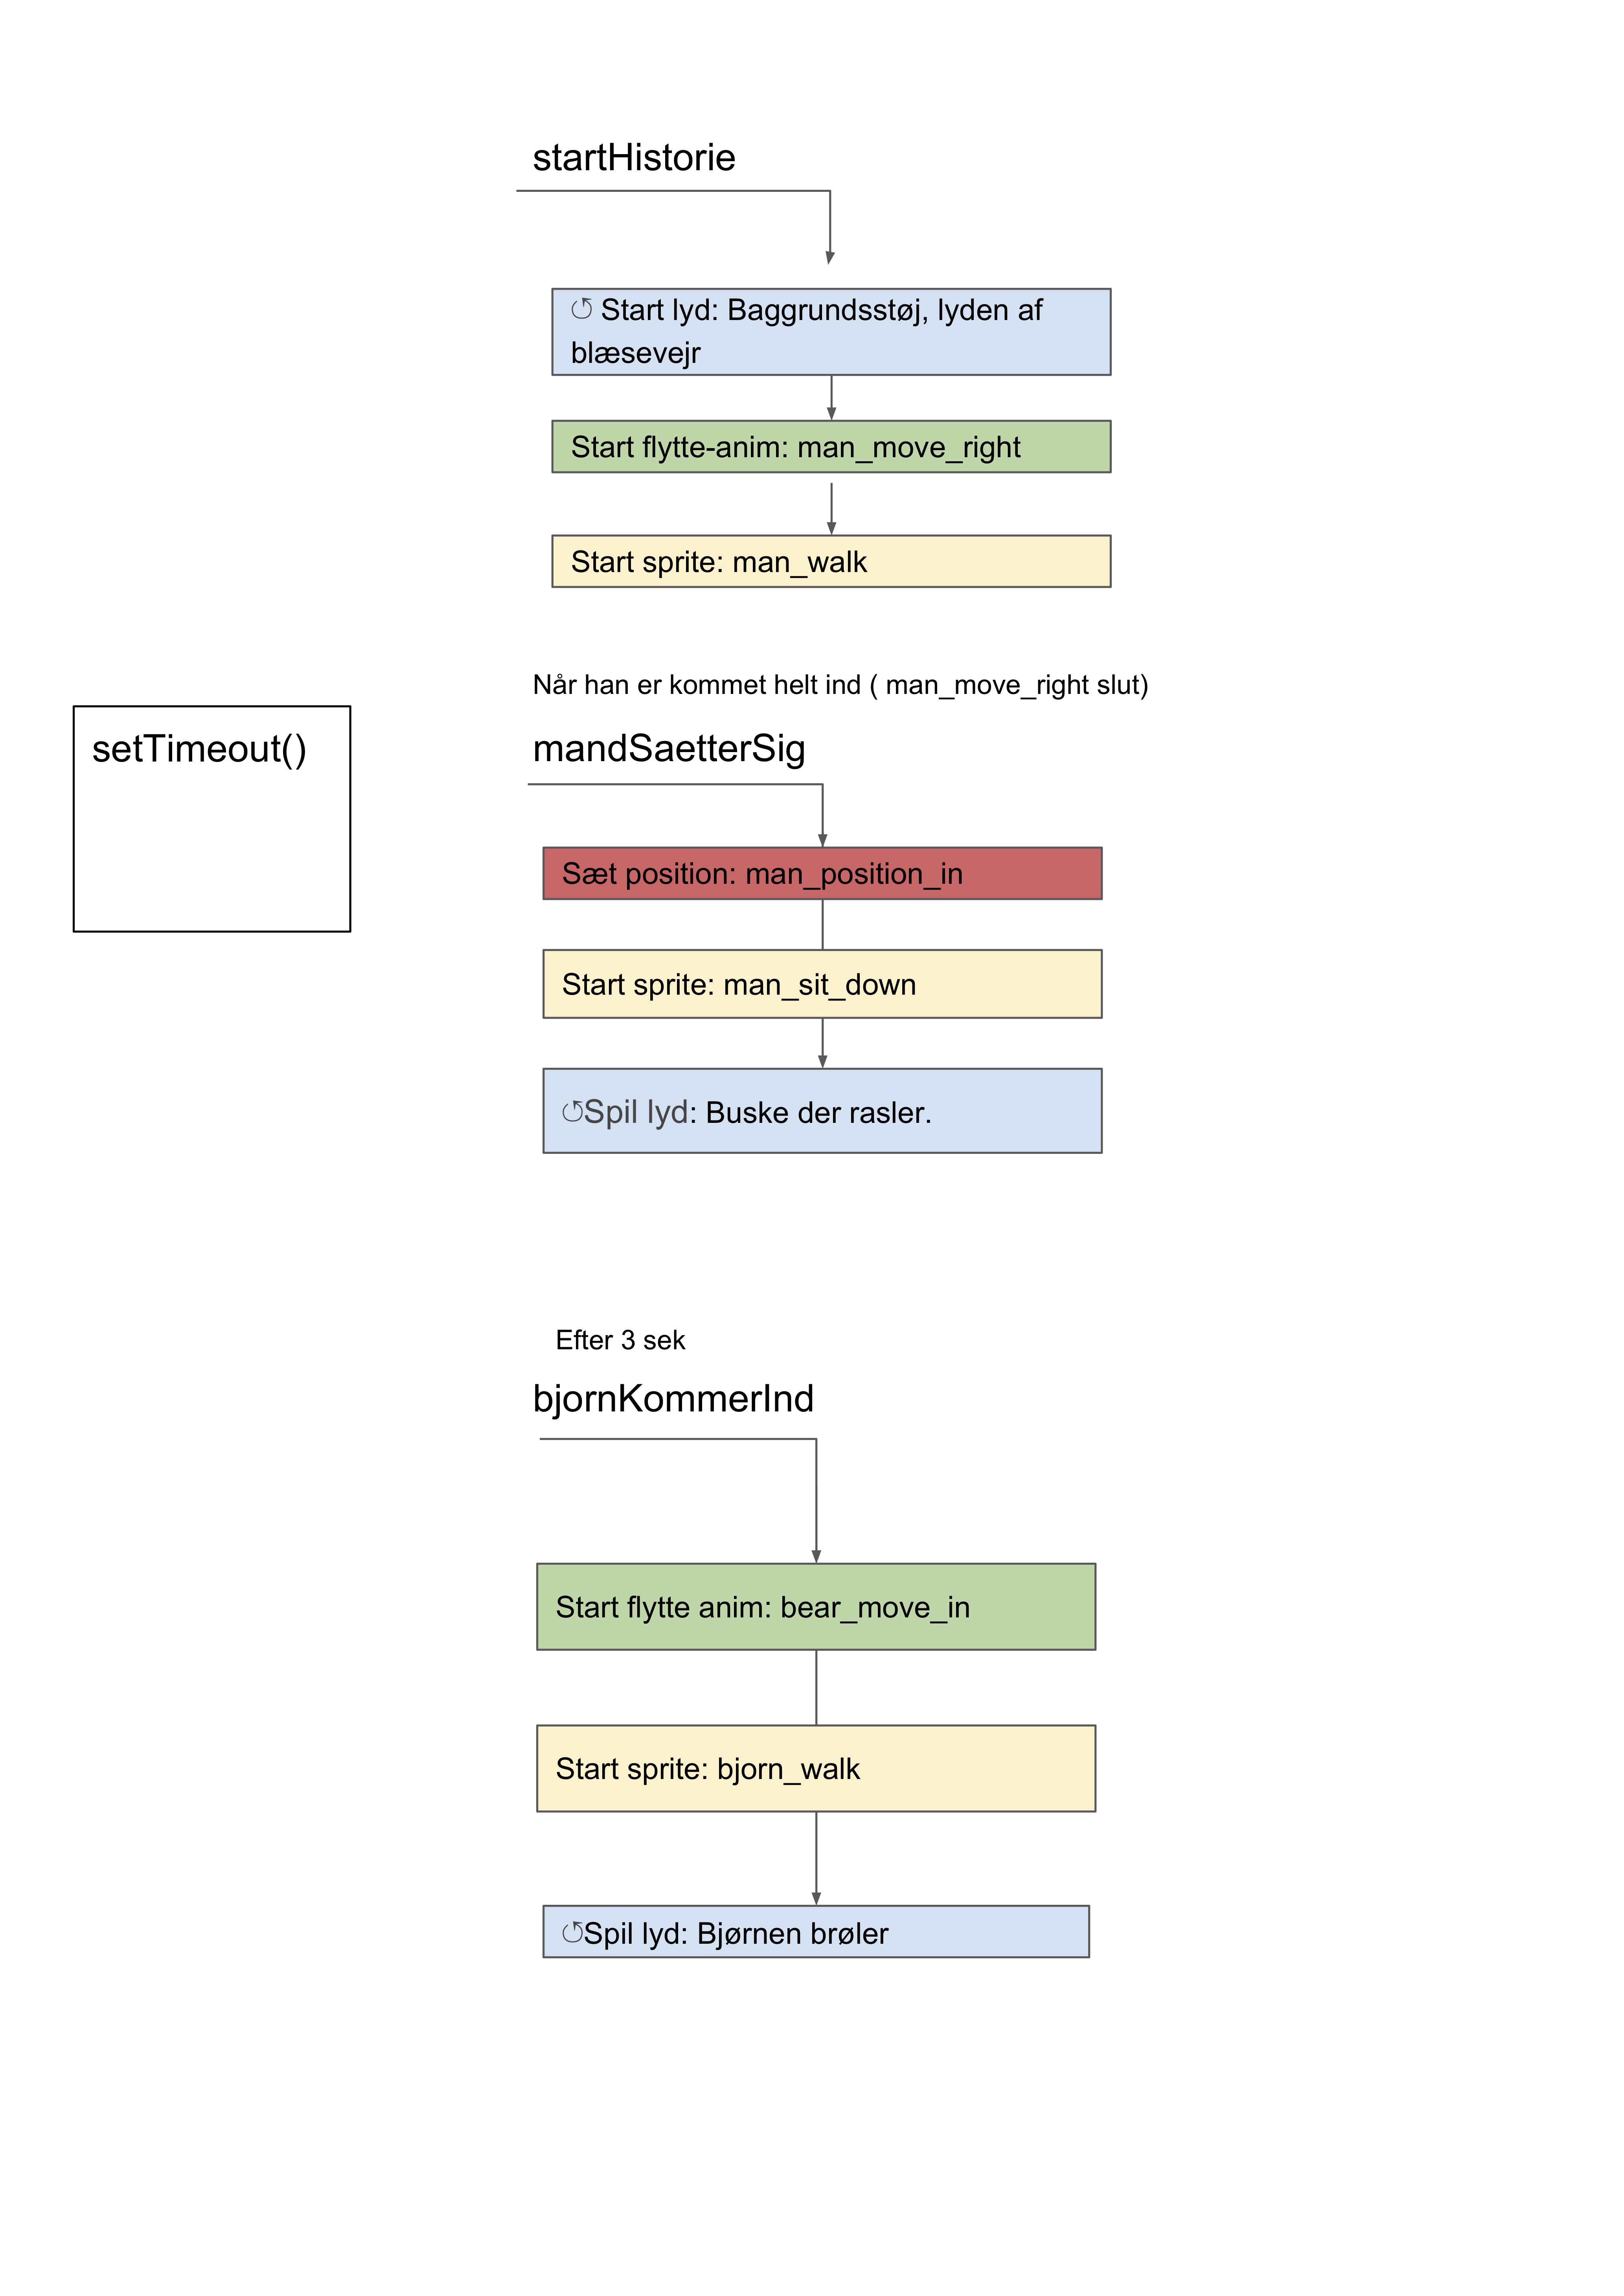 startHistorie
↺ Start lyd: Baggrundsstøj, lyden af
blæsevejr
Start flytte-anim: man_move_right
Start sprite: man_walk
Når han er kommet helt ind ( man_move_right slut)
setTimeout()
mandSaetterSig
Sæt position: man_position_in
Start sprite: man_sit_down
↺Spil lyd: Buske der rasler.
Efter 3 sek
bjornKommerInd
Start flytte anim: bear_move_in
Start sprite: bjorn_walk
↺Spil lyd: Bjørnen brøler